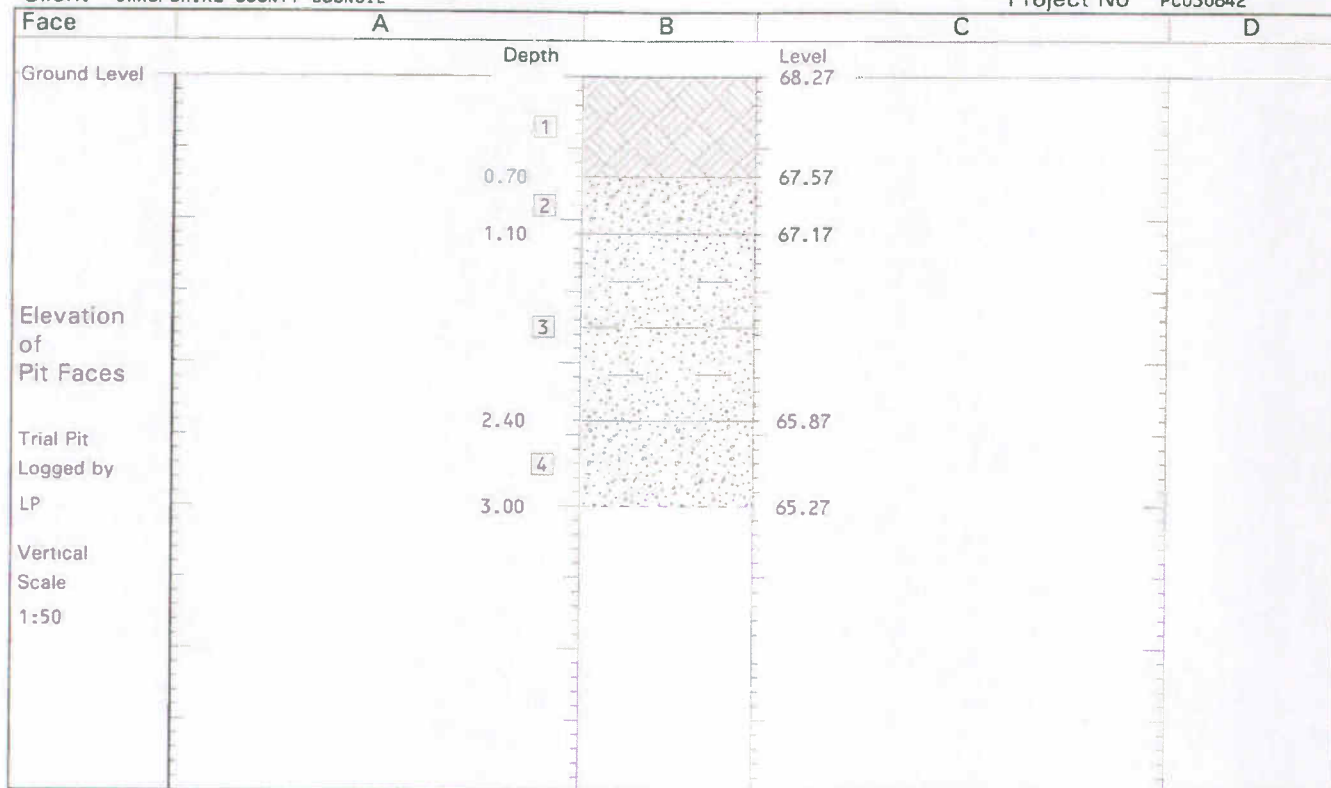 Project No PC030842
Face A B C D
Depth Level
Ground Level 68.27
1
0.70 67.57
2
1.10 67.17
Elevation
of
Pit Faces
3
2.40 65.87
Trial Pit
Logged by
LP
4
3.00 65.27
Vertical
Scale
1:50